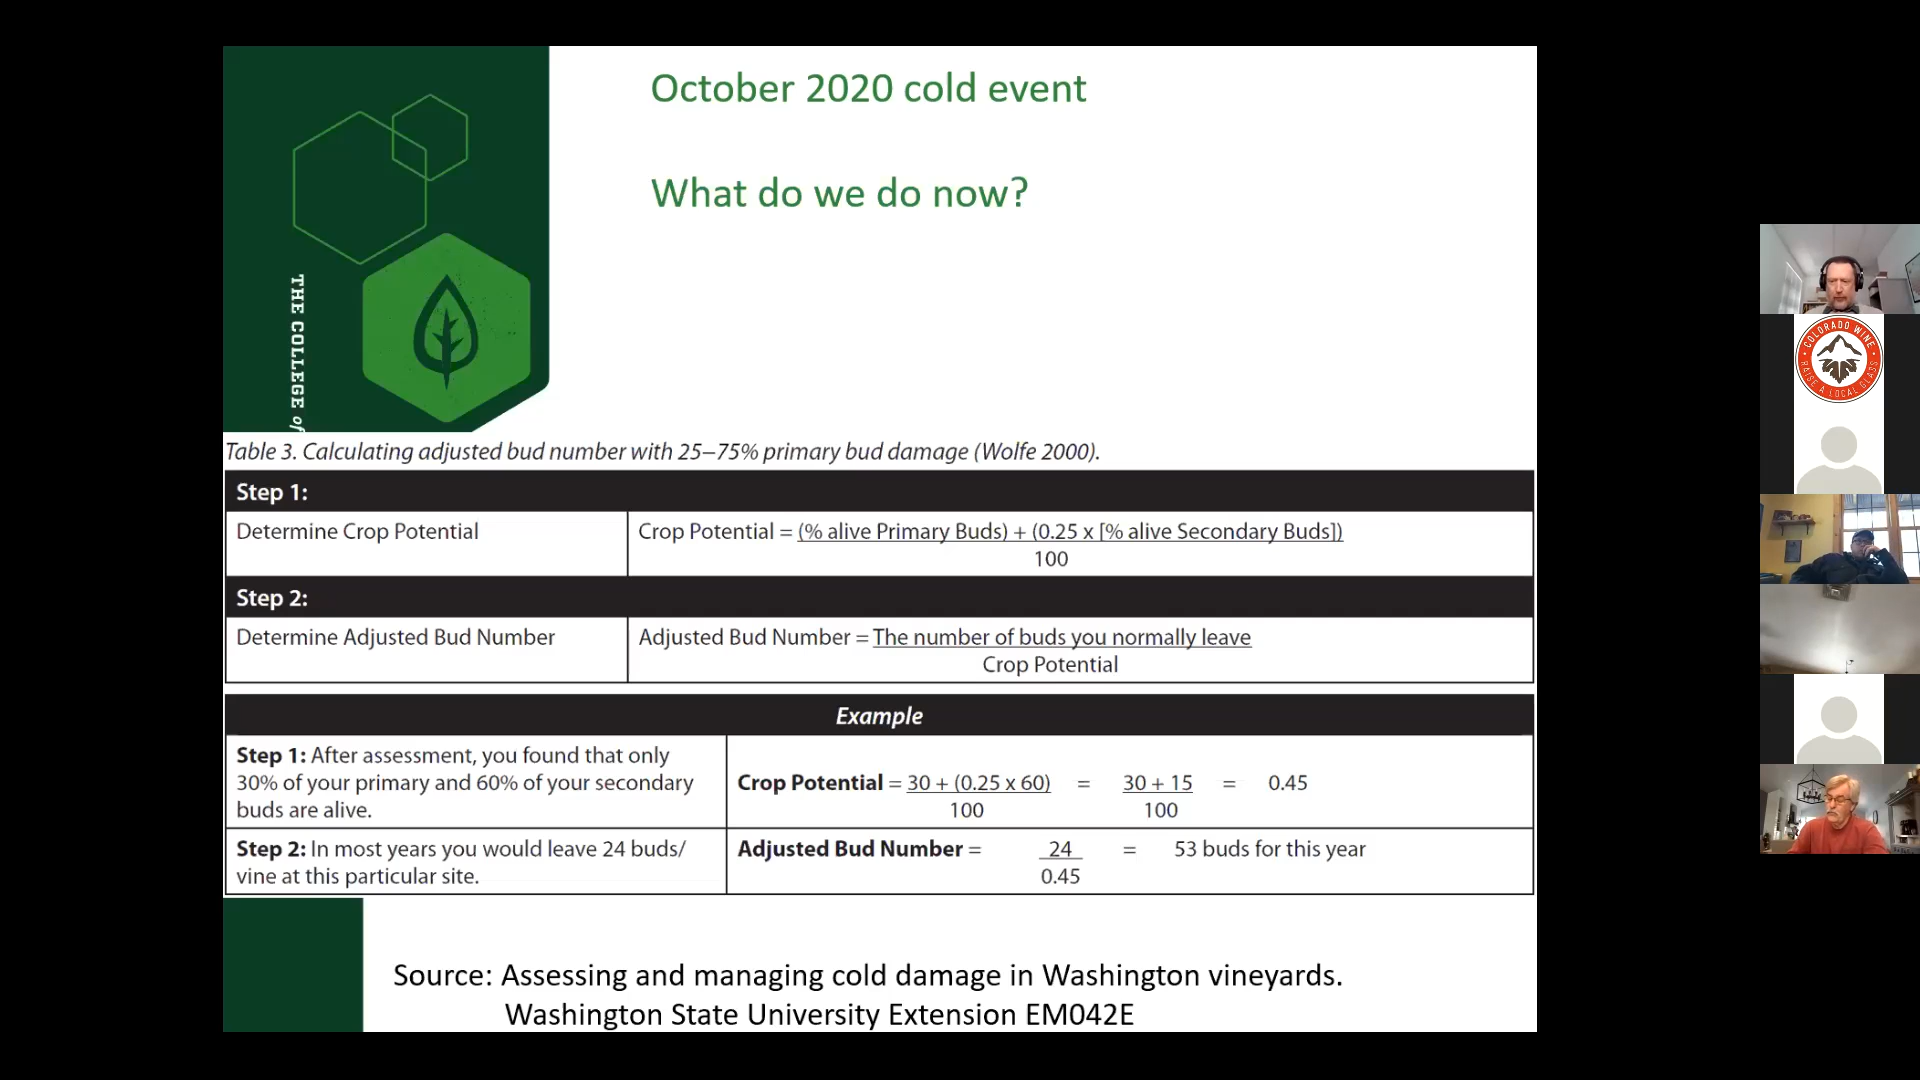 October 2020 cold event
What do we do now?
THE COLLEGE of
Table 3. Calculating adjusted bud number with 25–75% primary bud damage (Wolfe 2000).
Step 1:
Determine Crop Potential
Crop Potential = (% alive Primary Buds) + (0.25 x [% alive Secondary Buds])
100
Step 2:
Determine Adjusted Bud Number
Adjusted Bud Number = The number of buds you normally leave
Crop Potential
Example
Step 1: After assessment, you found that only
30% of your primary and 60% of your secondary
buds are alive.
Crop Potential = 30 + (0.25 x 60) = 30 + 15 = 0.45
100 100
Step 2: In most years you would leave 24 buds/
vine at this particular site.
Adjusted Bud Number = 24 = 53 buds for this year
0.45
Source: Assessing and managing cold damage in Washington vineyards.
Washington State University Extension EM042E
COLORADO WINE
RAISE A LOCAL GLASS